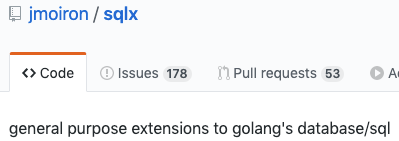 jmoiron / sqlx
<> Code Issues 178 Pull requests 53
general purpose extensions to golang's database/sql